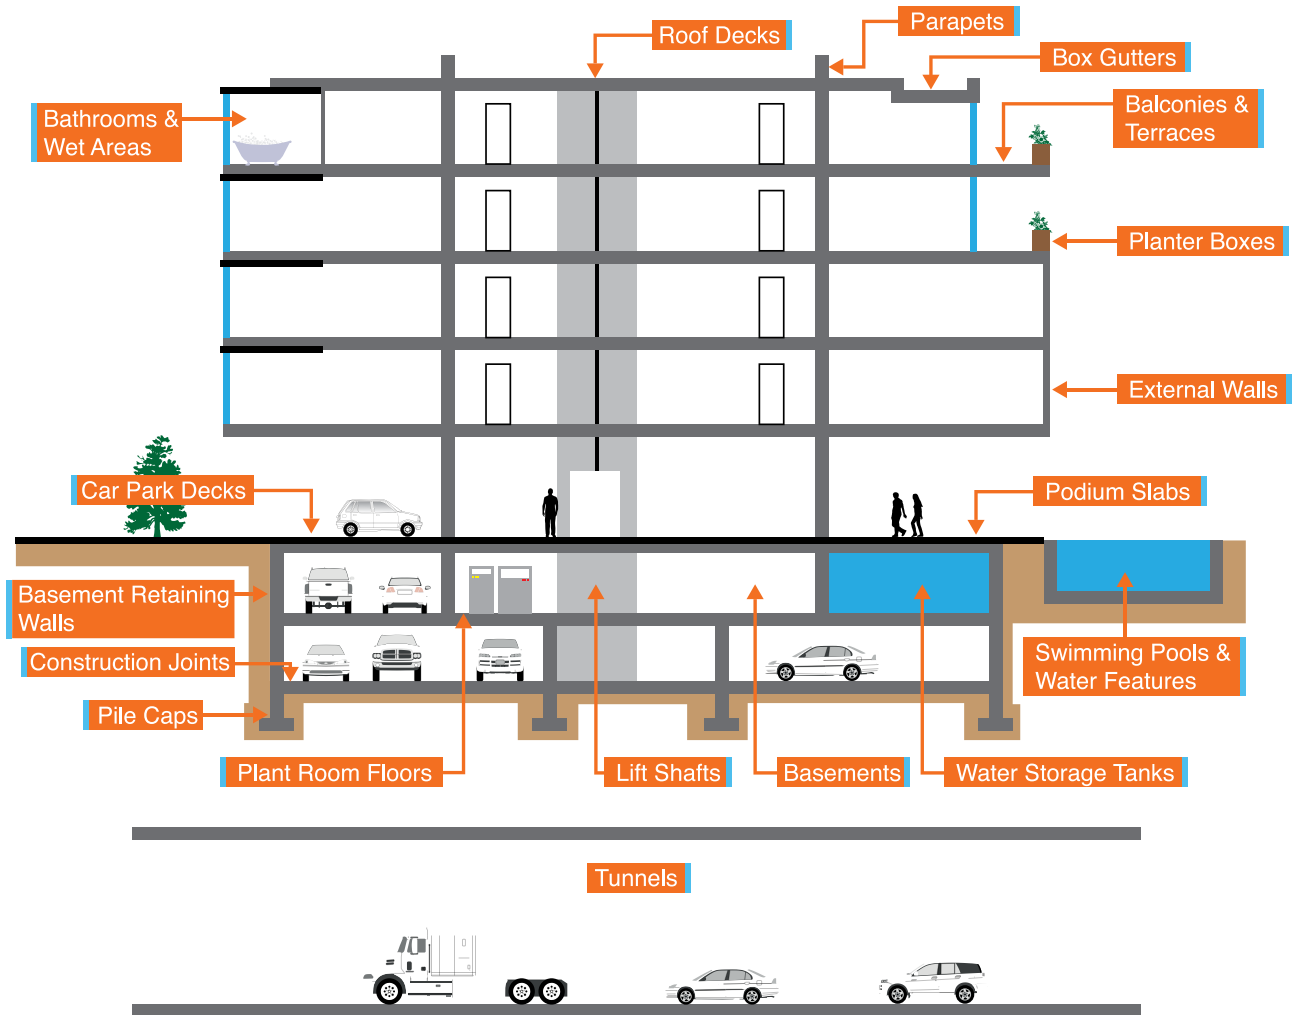 Parapets
Roof Decks
Box Gutters
Balconies &
Terraces
Bathrooms &
Wet Areas
Planter Boxes
External Walls
Car Park Decks
Podium Slabs
Basement Retaining
Walls
Construction Joints
Swimming Pools &
Water Features
Pile Caps
Plant Room Floors
Lift Shafts
Basements
Water Storage Tanks
Tunnels